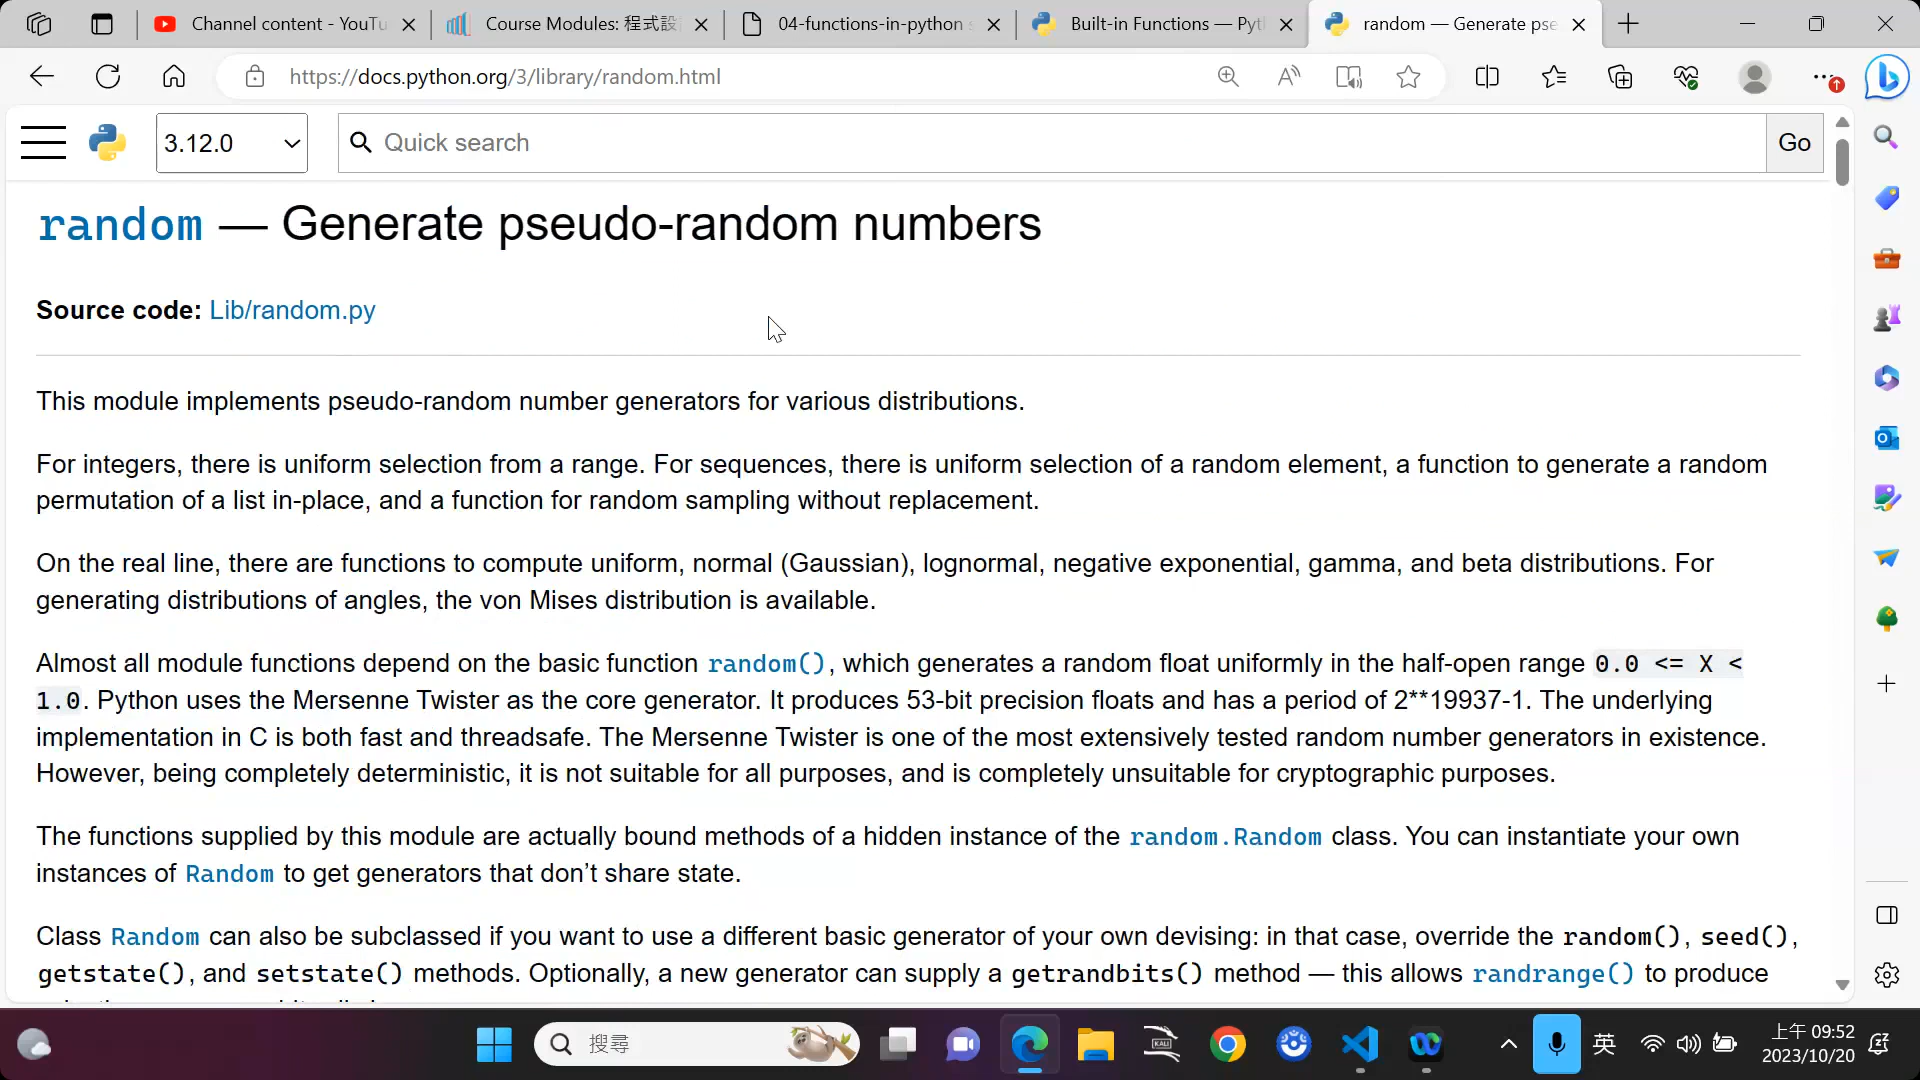 Channel content - YouTu
Course Modules: 程式設
04-functions-in-python
Built-in Functions — Pyt
random — Generate pse
https://docs.python.org/3/library/random.html
3.12.0
Quick search
Go
random — Generate pseudo-random numbers
Source code: Lib/random.py
This module implements pseudo-random number generators for various distributions.
For integers, there is uniform selection from a range. For sequences, there is uniform selection of a random element, a function to generate a random
permutation of a list in-place, and a function for random sampling without replacement.
On the real line, there are functions to compute uniform, normal (Gaussian), lognormal, negative exponential, gamma, and beta distributions. For
generating distributions of angles, the von Mises distribution is available.
Almost all module functions depend on the basic function random(), which generates a random float uniformly in the half-open range 0.0 <= X <
1.0. Python uses the Mersenne Twister as the core generator. It produces 53-bit precision floats and has a period of 2**19937-1. The underlying
implementation in C is both fast and threadsafe. The Mersenne Twister is one of the most extensively tested random number generators in existence.
However, being completely deterministic, it is not suitable for all purposes, and is completely unsuitable for cryptographic purposes.
The functions supplied by this module are actually bound methods of a hidden instance of the random.Random class. You can instantiate your own
instances of Random to get generators that don’t share state.
Class Random can also be subclassed if you want to use a different basic generator of your own devising: in that case, override the random(), seed(),
getstate(), and setstate() methods. Optionally, a new generator can supply a getrandbits() method — this allows randrange() to produce
搜尋
KALI
英
上午 09:52
2023/10/20